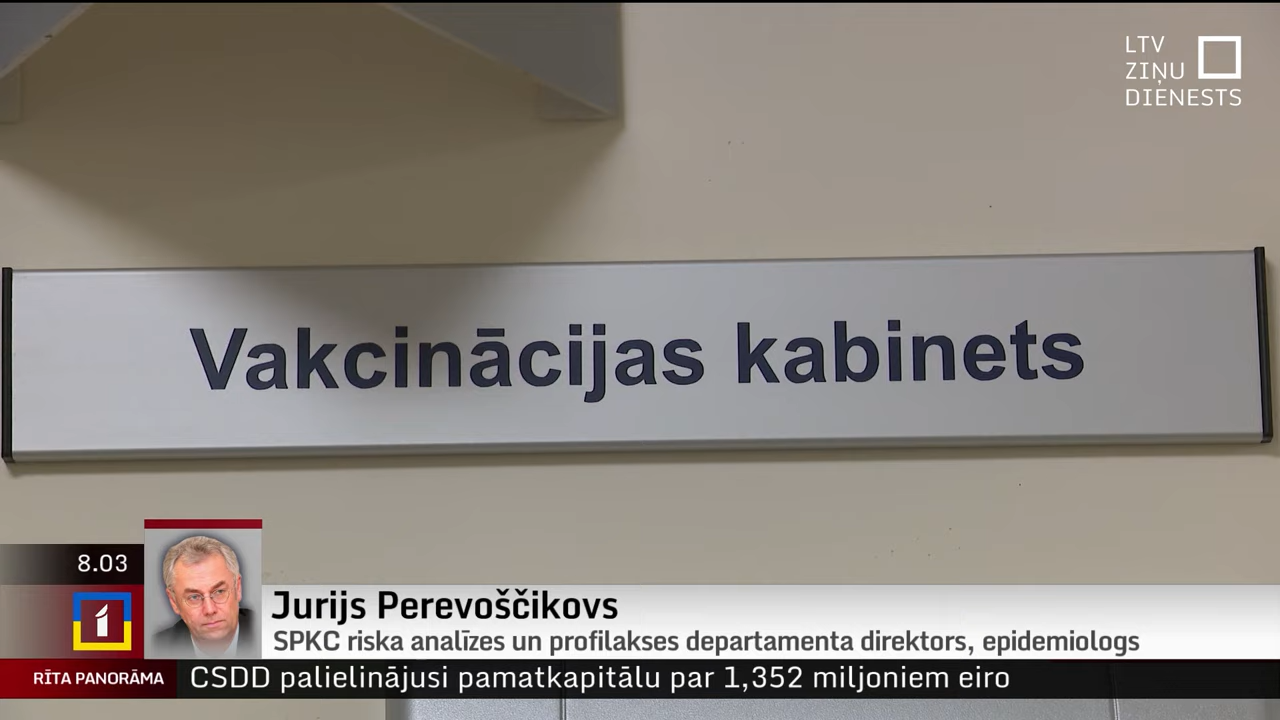 LTV
ZIŅU
DIENESTS
Vakcinācijas kabinets
8.03
1
Jurijs Perevoščikovs
SPKC riska analīzes un profilakses departamenta direktors, epidemiologs
RĪTA PANORĀMA
CSDD palielinājusi pamatkapitālu par 1,352 miljoniem eiro